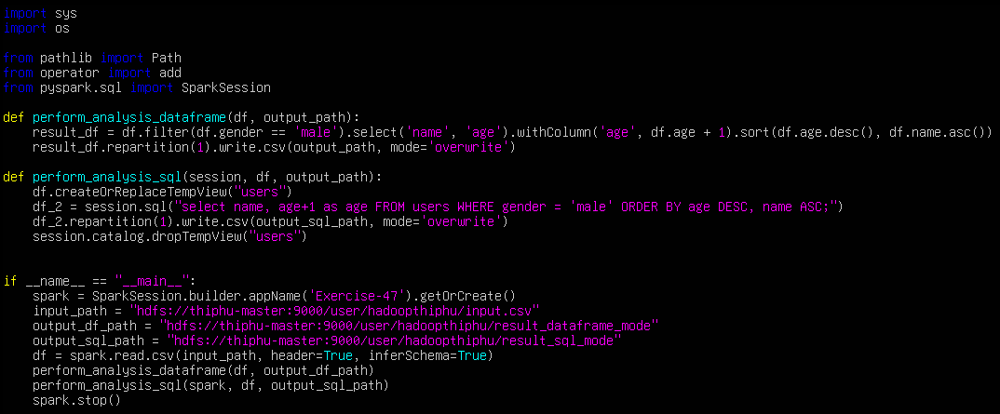 import sys
import os

from pathlib import Path
from operator import add
from pyspark.sql import SparkSession

def perform_analysis_dataframe(df, output_path):
    result_df = df.filter(df.gender == 'male').select('name', 'age').withColumn('age', df.age + 1).sort(df.age.desc(), df.name.asc())
    result_df.repartition(1).write.csv(output_path, mode='overwrite')

def perform_analysis_sql(session, df, output_path):
    df.createOrReplaceTempView("users")
    df_2 = session.sql("select name, age+1 as age FROM users WHERE gender = 'male' ORDER BY age DESC, name ASC;")
    df_2.repartition(1).write.csv(output_sql_path, mode='overwrite')
    session.catalog.dropTempView("users")


if __name__ == "__main__":
    spark = SparkSession.builder.appName('Exercise-47').getOrCreate()
    input_path = "hdfs://thiphu-master:9000/user/hadoopthiphu/input.csv"
    output_df_path = "hdfs://thiphu-master:9000/user/hadoopthiphu/result_dataframe_mode"
    output_sql_path = "hdfs://thiphu-master:9000/user/hadoopthiphu/result_sql_mode"
    df = spark.read.csv(input_path, header=True, inferSchema=True)
    perform_analysis_dataframe(df, output_df_path)
    perform_analysis_sql(spark, df, output_sql_path)
    spark.stop()